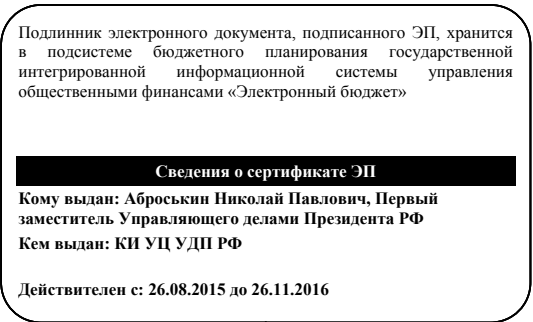 Подлинник электронного документа, подписанного ЭП, хранится
в подсистеме бюджетного планирования государственной
интегрированной информационной системы управления
общественными финансами «Электронный бюджет»
Сведения о сертификате ЭП
Кому выдан: Аброськин Николай Павлович, Первый
заместитель Управляющего делами Президента РФ
Кем выдан: КИ УЦ УДП РФ
Действителен с: 26.08.2015 до 26.11.2016